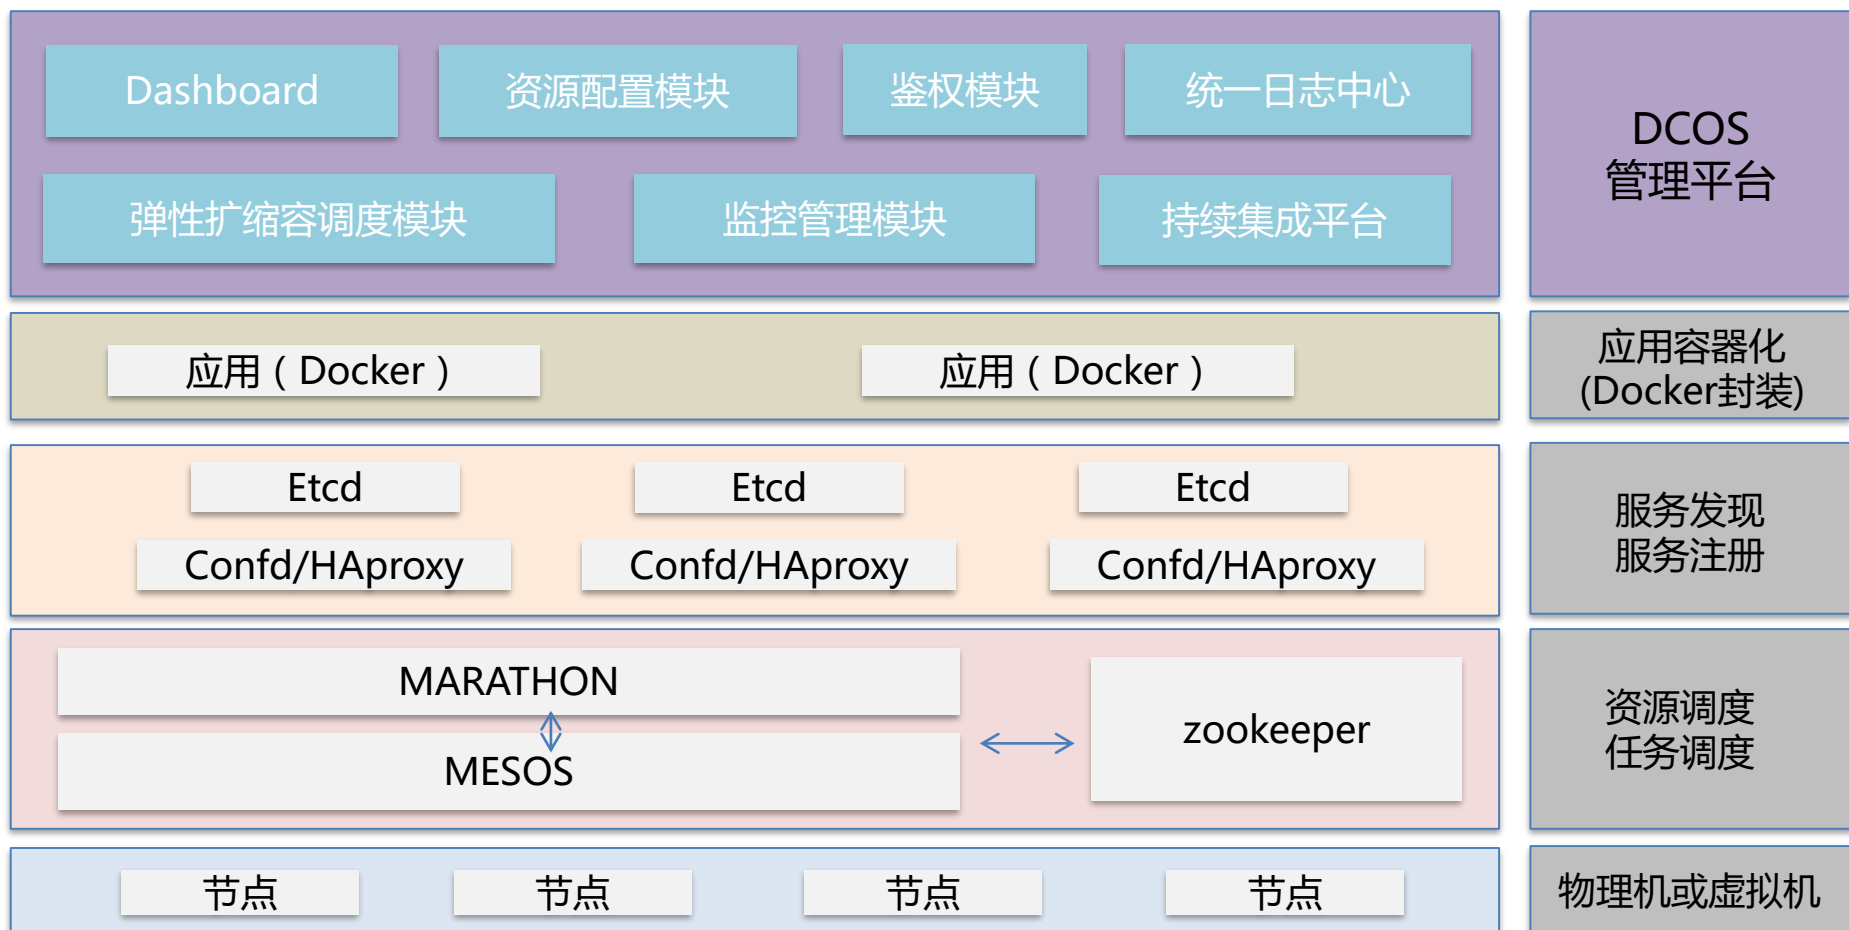 Dashboard
资源配置模块
鉴权模块
统一日志中心
弹性扩缩容调度模块
监控管理模块
持续集成平台
DCOS
管理平台
应用（Docker）
应用（Docker）
应用容器化
(Docker封装)
Etcd
Etcd
Etcd
Confd/HAproxy
Confd/HAproxy
Confd/HAproxy
服务发现
服务注册
MARATHON
MESOS
zookeeper
资源调度
任务调度
节点
节点
节点
节点
物理机或虚拟机